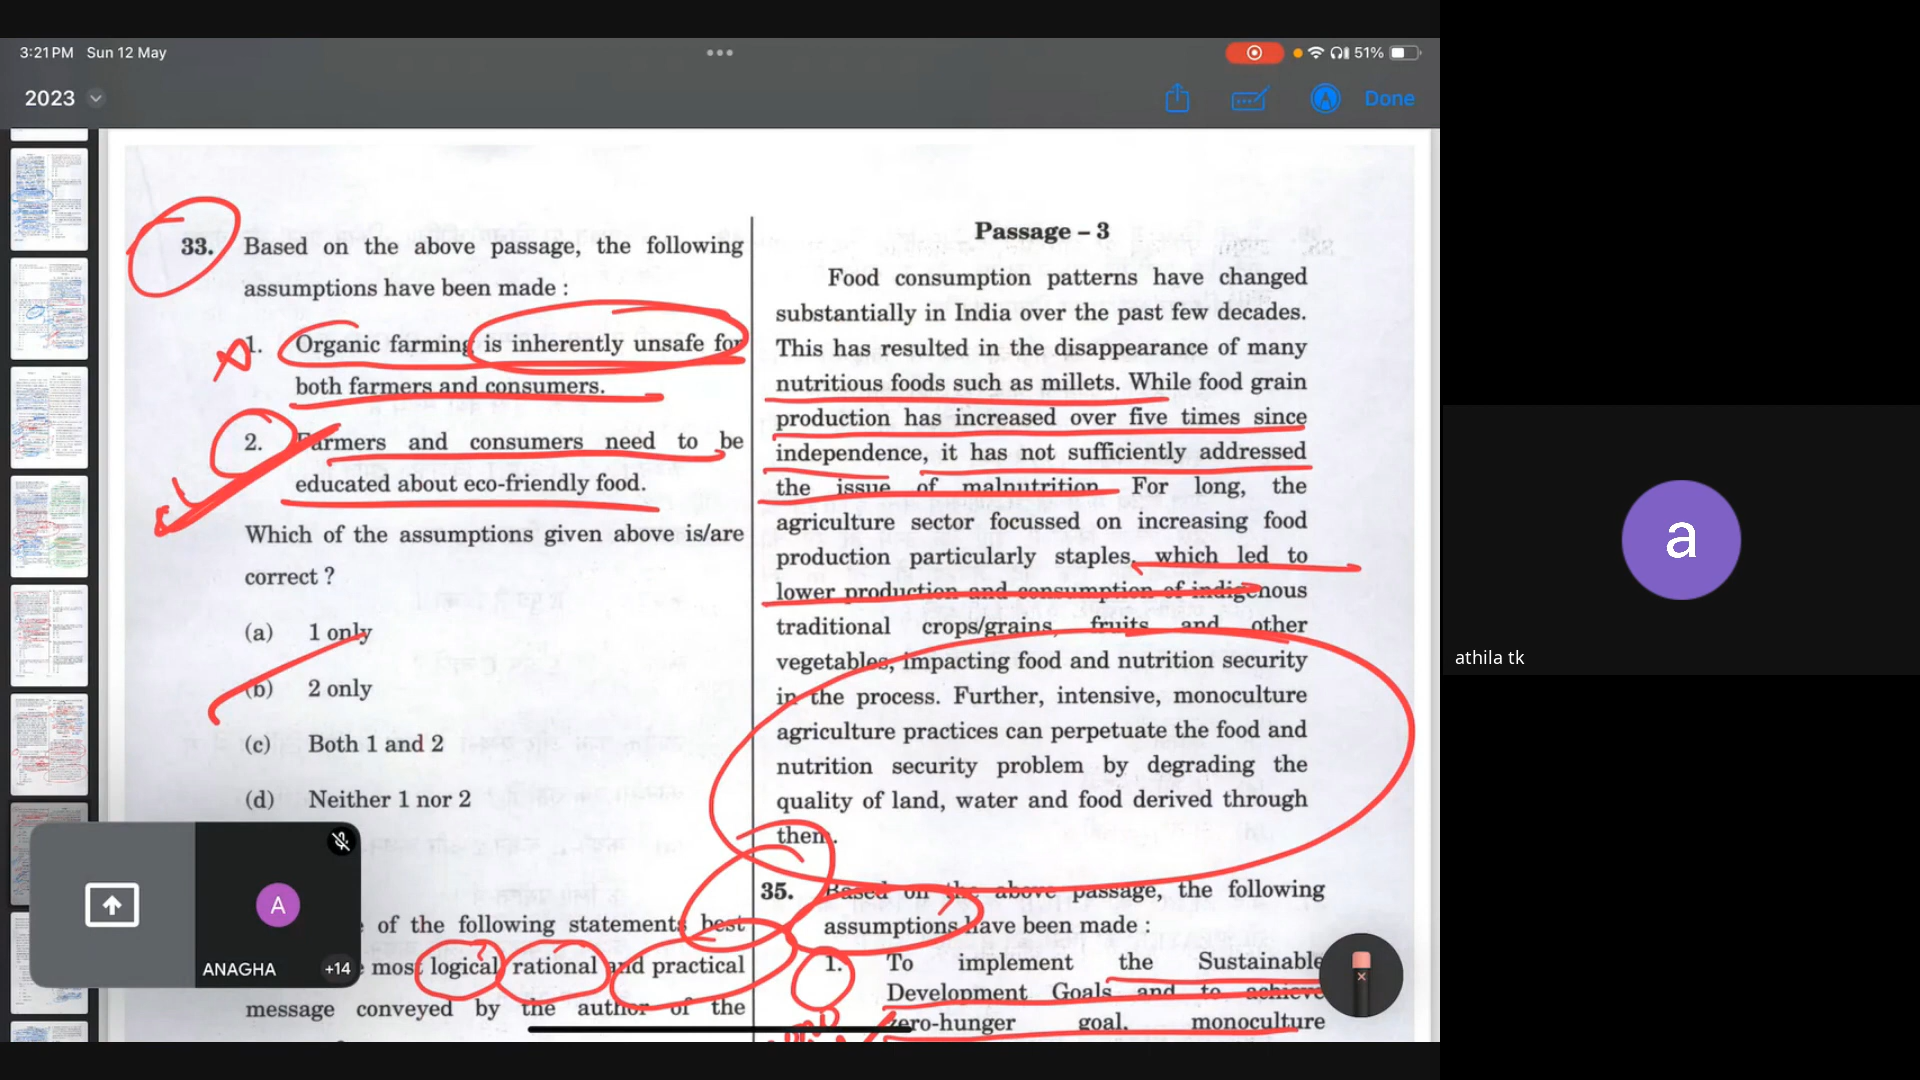 3:21 PM Sun 12 May
51%
2023
Done
33. Based on the above passage, the following
assumptions have been made :
1. Organic farming is inherently unsafe for
both farmers and consumers.
2. Farmers and consumers need to be
educated about eco-friendly food.
Which of the assumptions given above is/are
correct ?
(a) 1 only
(b) 2 only
(c) Both 1 and 2
(d) Neither 1 nor 2
of the following statements best
most logical, rational and practical
message conveyed by the author of the
Passage – 3
Food consumption patterns have changed
substantially in India over the past few decades.
This has resulted in the disappearance of many
nutritious foods such as millets. While food grain
production has increased over five times since
independence, it has not sufficiently addressed
the issue of malnutrition. For long, the
agriculture sector focussed on increasing food
production particularly staples, which led to
lower production and consumption of indigenous
traditional crops/grains, fruits and other
vegetables, impacting food and nutrition security
in the process. Further, intensive, monoculture
agriculture practices can perpetuate the food and
nutrition security problem by degrading the
quality of land, water and food derived through
them.
35. Based on the above passage, the following
assumptions have been made :
1. To implement the Sustainable
Development Goals and to achieve
zero-hunger goal, monoculture
A
ANAGHA
+14
a
athila tk